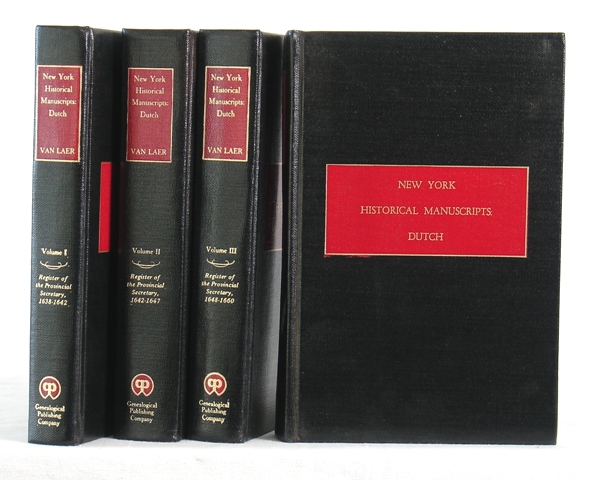 New York
Historical
Manuscripts:
Dutch
VAN LAER
Volume I
Register of
the Provincial
Secretary,
1638-1642
Genealogical
Publishing
Company
New York
Historical
Manuscripts:
Dutch
VAN LAER
Volume II
Register of
the Provincial
Secretary,
1642-1647
Genealogical
Publishing
Company
New York
Historical
Manuscripts:
Dutch
VAN LAER
Volume III
Register of
the Provincial
Secretary,
1648-1660
Genealogical
Publishing
Company
NEW YORK
HISTORICAL MANUSCRIPTS:
DUTCH